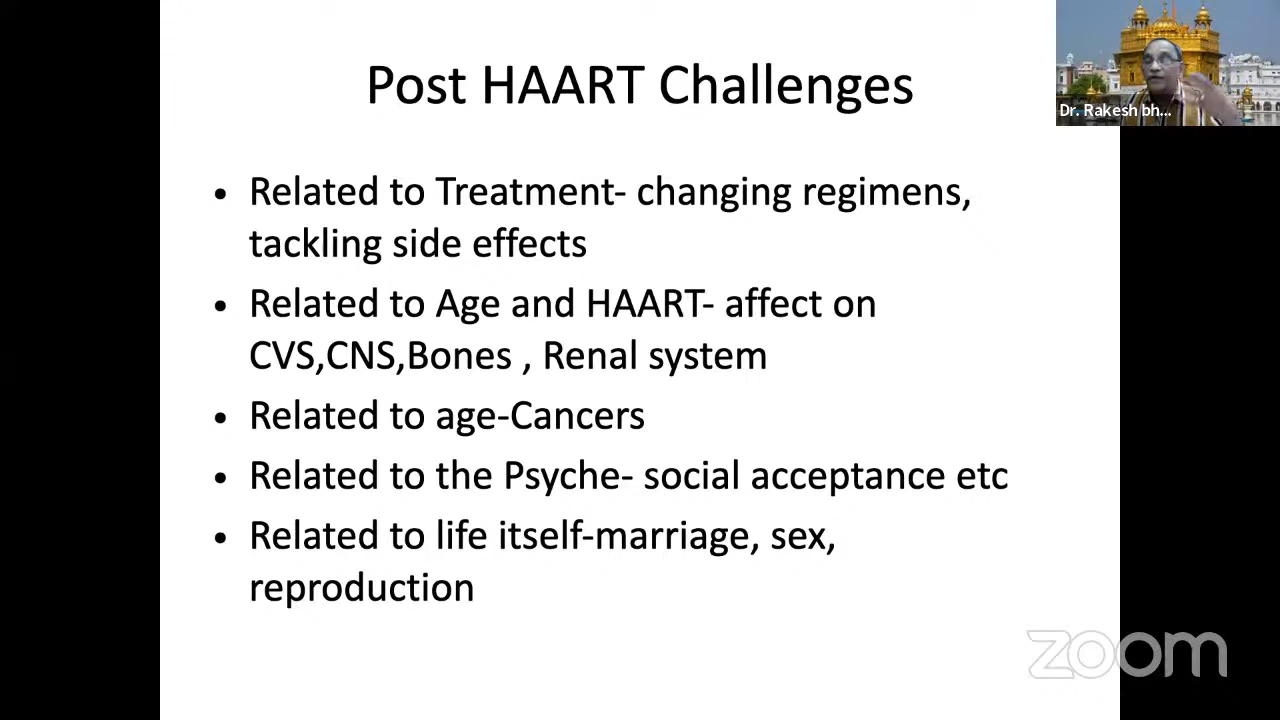 Post HAART Challenges
Dr. Rakesh bh...
• Related to Treatment- changing regimens,
tackling side effects
• Related to Age and HAART- affect on
CVS,CNS,Bones , Renal system
• Related to age-Cancers
• Related to the Psyche- social acceptance etc
• Related to life itself-marriage, sex,
reproduction
zoom